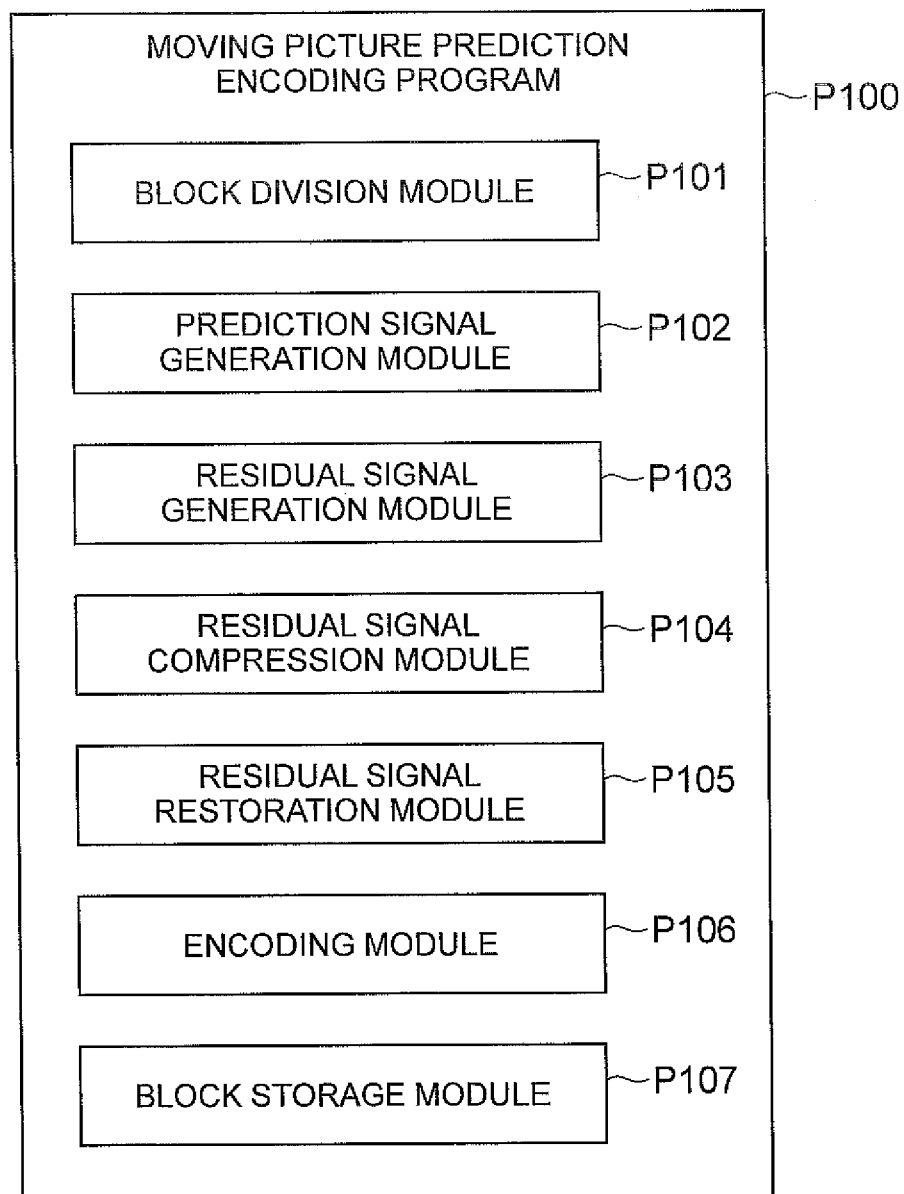 MOVING PICTURE PREDICTION
ENCODING PROGRAM
P100
BLOCK DIVISION MODULE
P101
PREDICTION SIGNAL
GENERATION MODULE
P102
RESIDUAL SIGNAL
GENERATION MODULE
P103
RESIDUAL SIGNAL
COMPRESSION MODULE
P104
RESIDUAL SIGNAL
RESTORATION MODULE
P105
ENCODING MODULE
P106
BLOCK STORAGE MODULE
P107